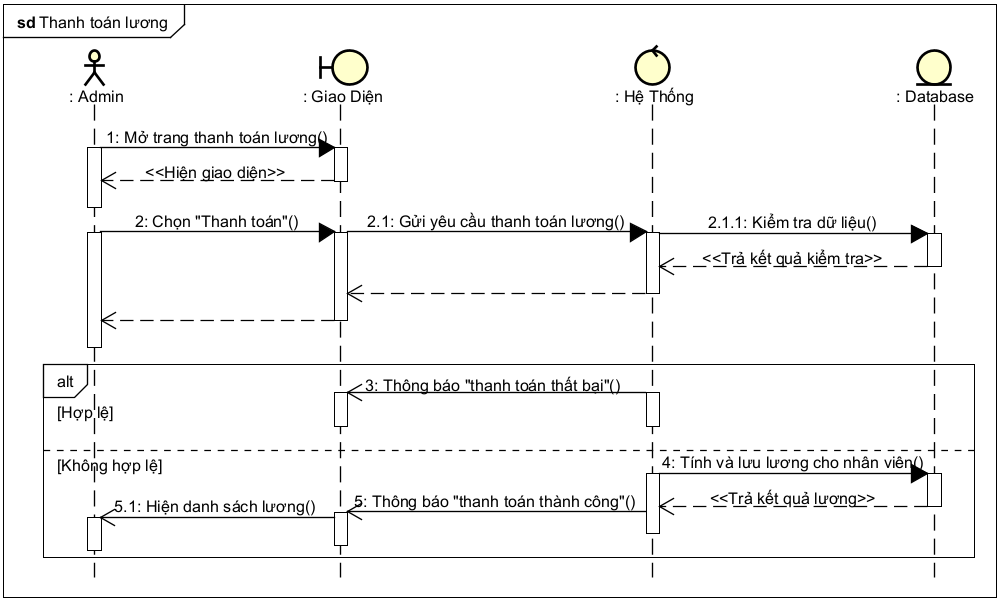 sd Thanh toán lương
: Admin
: Giao Diện
: Hệ Thống
: Database
1: Mở trang thanh toán lương()
<<Hiện giao diện>>
2: Chọn "Thanh toán"()
2.1: Gửi yêu cầu thanh toán lương()
2.1.1: Kiểm tra dữ liệu()
<<Trả kết quả kiểm tra>>
alt
3: Thông báo "thanh toán thất bại"()
[Hợp lệ]
[Không hợp lệ]
4: Tính và lưu lương cho nhân viên()
<<Trả kết quả lương>>
5: Thông báo "thanh toán thành công"()
5.1: Hiện danh sách lương()